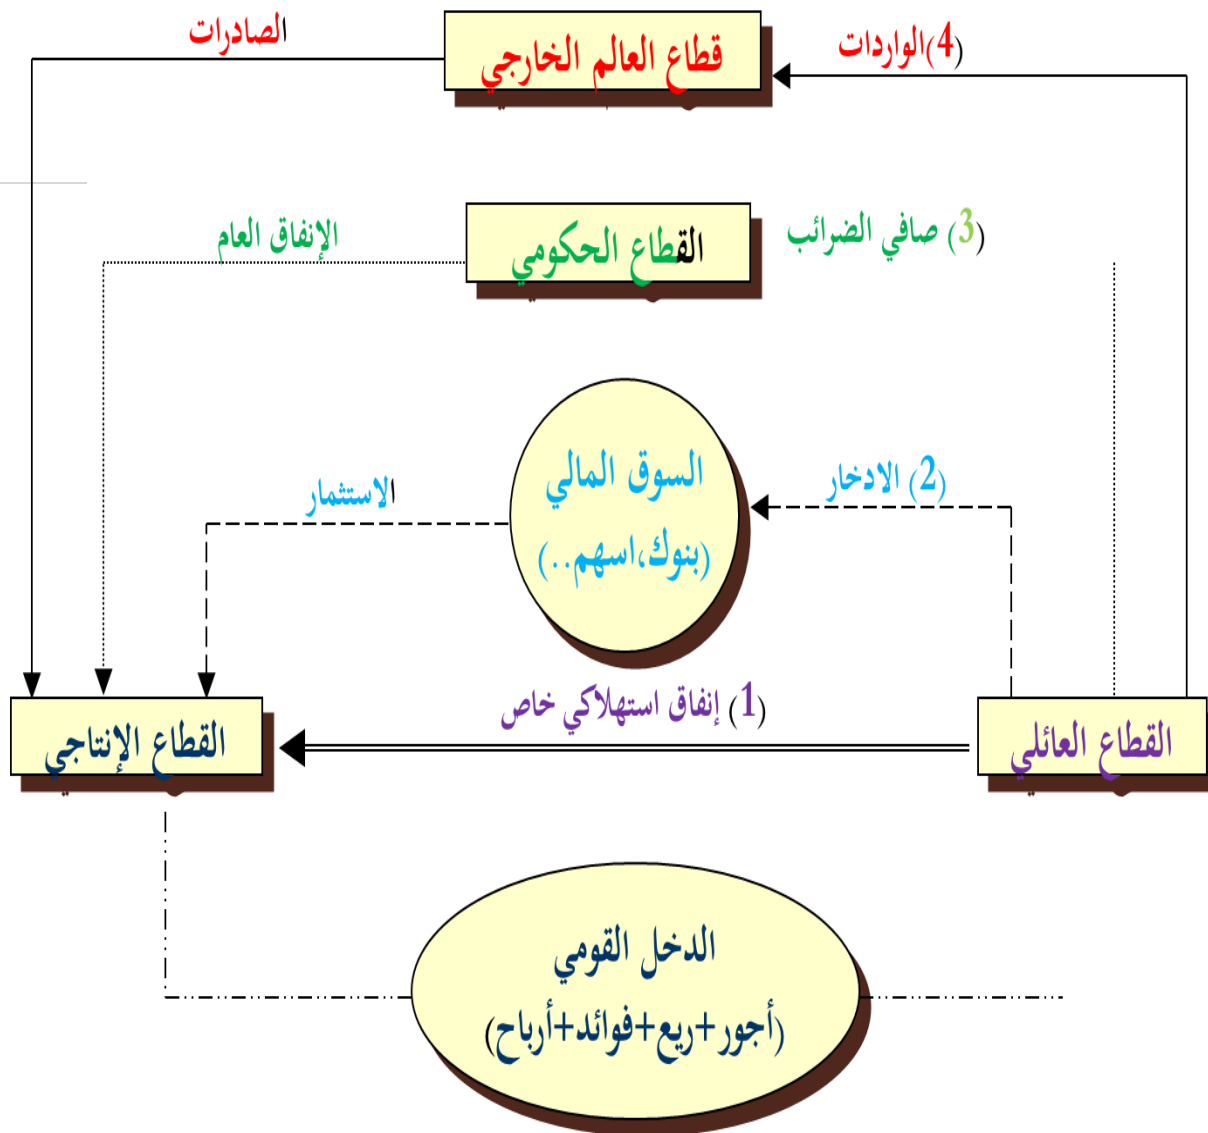 (4)الواردات
قطاع العالم الخارجي
الصادرات
(3) صافي الضرائب
القطاع الحكومي
الإنفاق العام
(2) الادخار
السوق المالي
(بنوك،اسهم..)
الاستثمار
(1) إنفاق استهلاكي خاص
القطاع العائلي
القطاع الإنتاجي
الدخل القومي
(أجور+ريع+فوائد+أرباح)